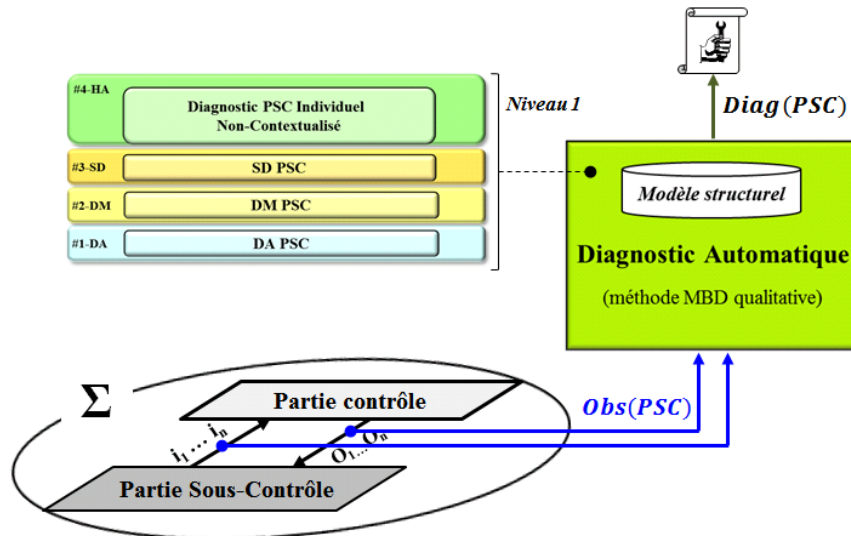 #4-HA
Diagnostic PSC Individuel
Non-Contextualisé
#3-SD
SD PSC
#2-DM
DM PSC
#1-DA
DA PSC
Niveau 1
Diag(PSC)
Modèle structurel
Diagnostic Automatique
(méthode MBD qualitative)
Obs(PSC)
Σ
Partie contrôle
i1 ... in
O1... On
Partie Sous-Contrôle